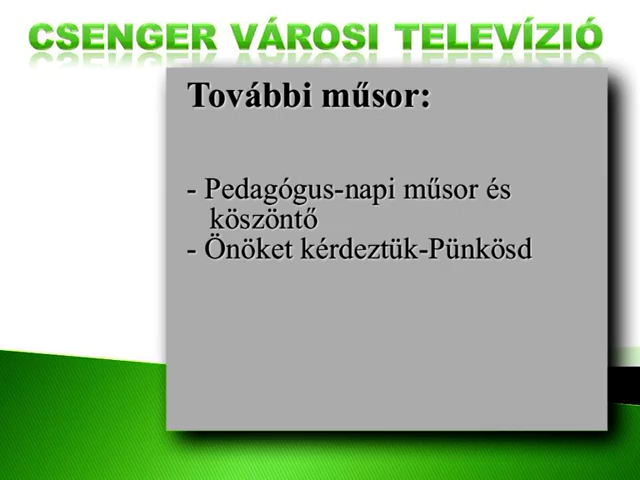 CSENGER VÁROSI TELEVÍZIÓ
További műsor:
- Pedagógus-napi műsor és
köszöntő
- Önöket kérdeztük-Pünkösd